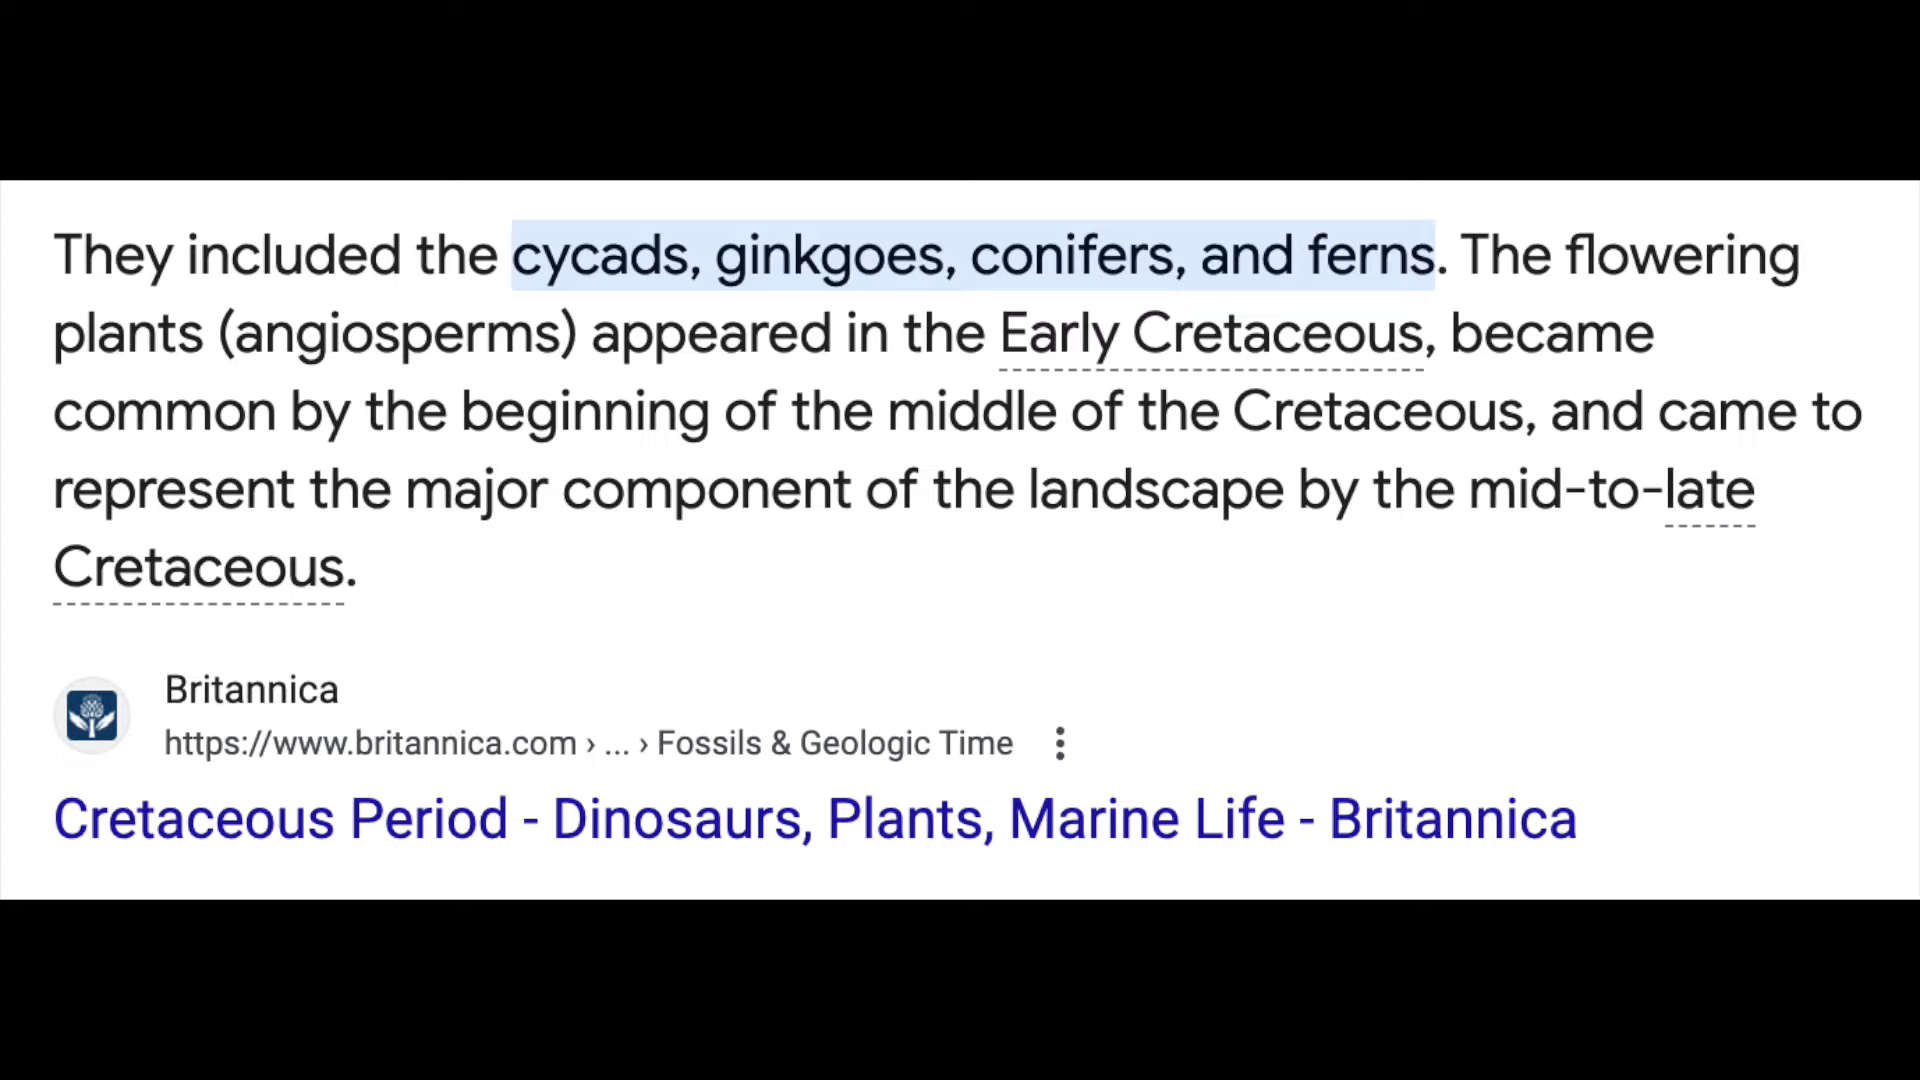 They included the cycads, ginkgoes, conifers, and ferns. The flowering
plants (angiosperms) appeared in the Early Cretaceous, became
common by the beginning of the middle of the Cretaceous, and came to
represent the major component of the landscape by the mid-to-late
Cretaceous.
Britannica
https://www.britannica.com › ... › Fossils & Geologic Time
Cretaceous Period - Dinosaurs, Plants, Marine Life - Britannica